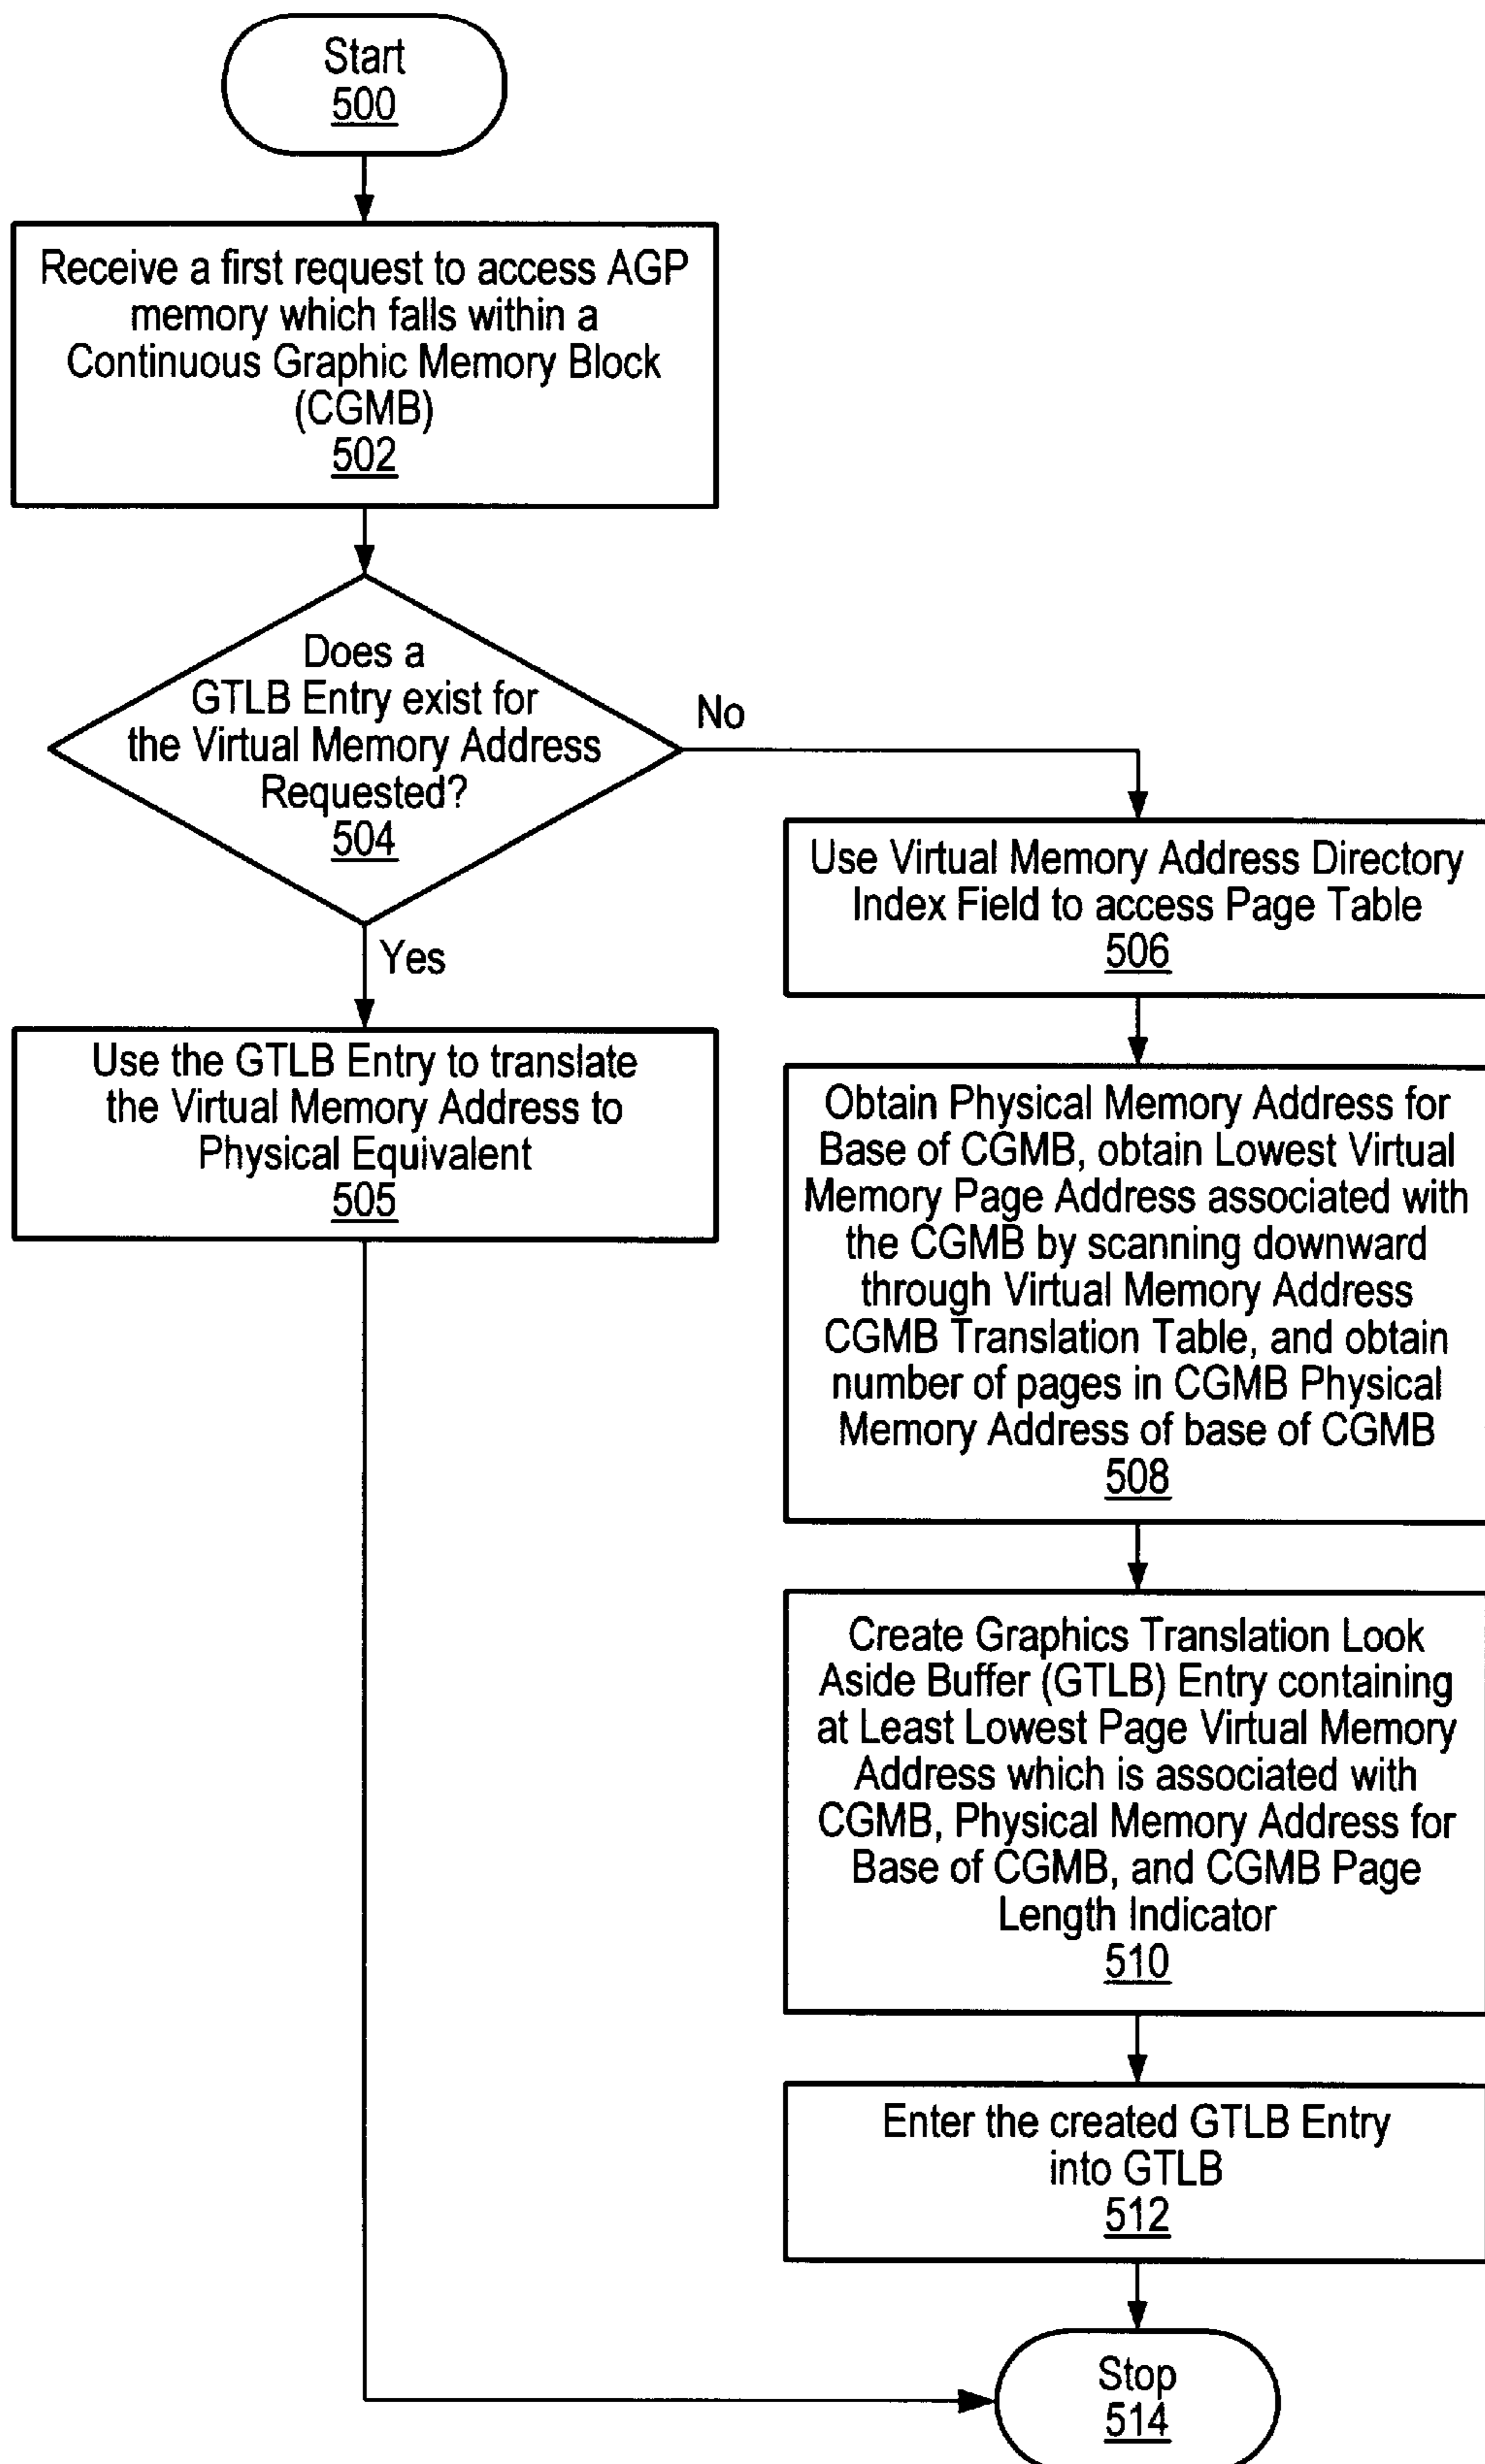 Start
500
Receive a first request to access AGP
memory which falls within a
Continuous Graphic Memory Block
(CGMB)
502
Does a
GTLB Entry exist for
the Virtual Memory Address
Requested?
504
No
Yes
Use the GTLB Entry to translate
the Virtual Memory Address to
Physical Equivalent
505
Use Virtual Memory Address Directory
Index Field to access Page Table
506
Obtain Physical Memory Address for
Base of CGMB, obtain Lowest Virtual
Memory Page Address associated with
the CGMB by scanning downward
through Virtual Memory Address
CGMB Translation Table, and obtain
number of pages in CGMB Physical
Memory Address of base of CGMB
508
Create Graphics Translation Look
Aside Buffer (GTLB) Entry containing
at Least Lowest Page Virtual Memory
Address which is associated with
CGMB, Physical Memory Address for
Base of CGMB, and CGMB Page
Length Indicator
510
Enter the created GTLB Entry
into GTLB
512
Stop
514